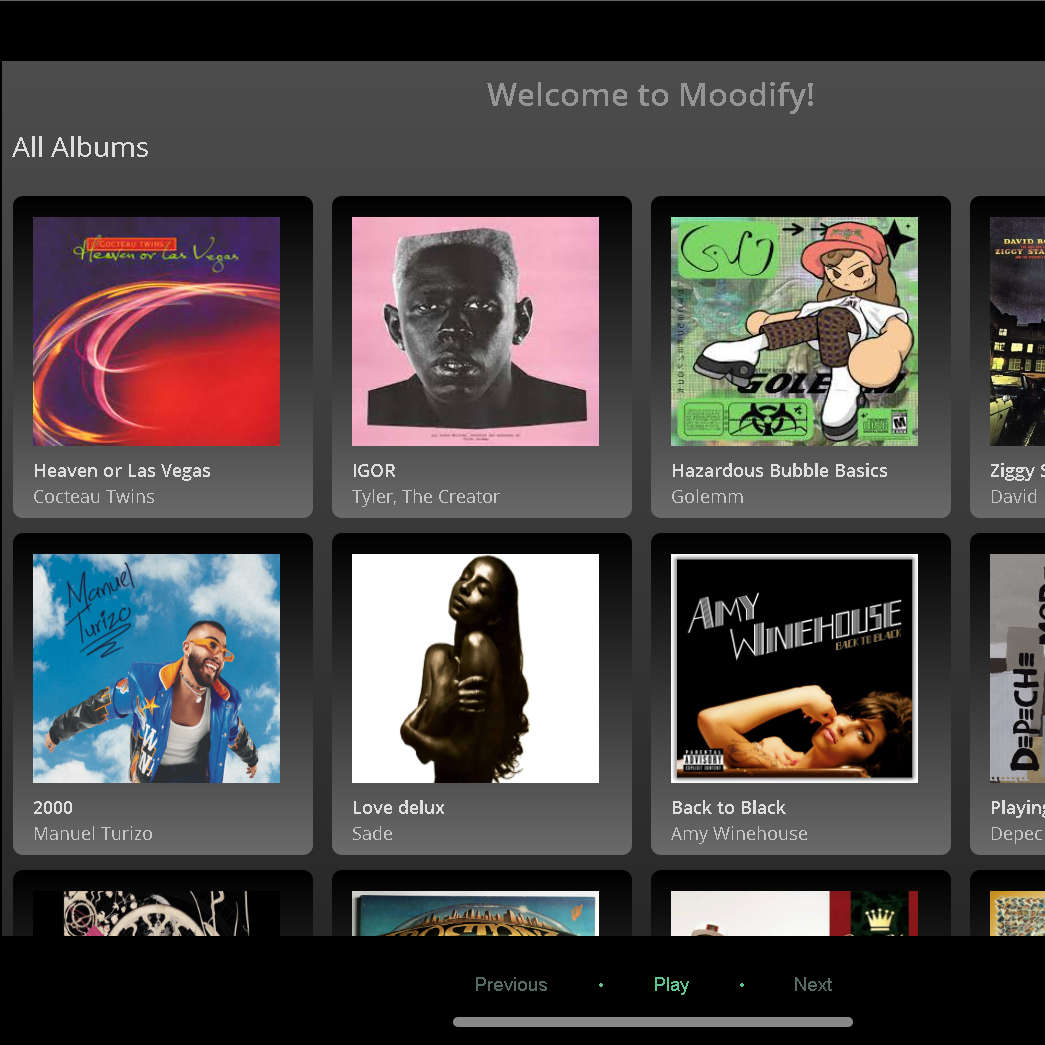 Welcome to Moodify!
All Albums
COCTEAU TWINS
Heaven or Las Vegas
GOLEMM
DAVID BO
ZIGGY STA
Heaven or Las Vegas
Cocteau Twins
IGOR
Tyler, The Creator
Hazardous Bubble Basics
Golemm
Ziggy S
David
Manuel
Turizo
AMY
WINEHOUSE
BACK TO BLACK
PARENTAL
ADVISORY
EXPLICIT CONTENT
DEPECHE
2000
Manuel Turizo
Love delux
Sade
Back to Black
Amy Winehouse
Playing
Depec
BOSTON
Previous · Play · Next